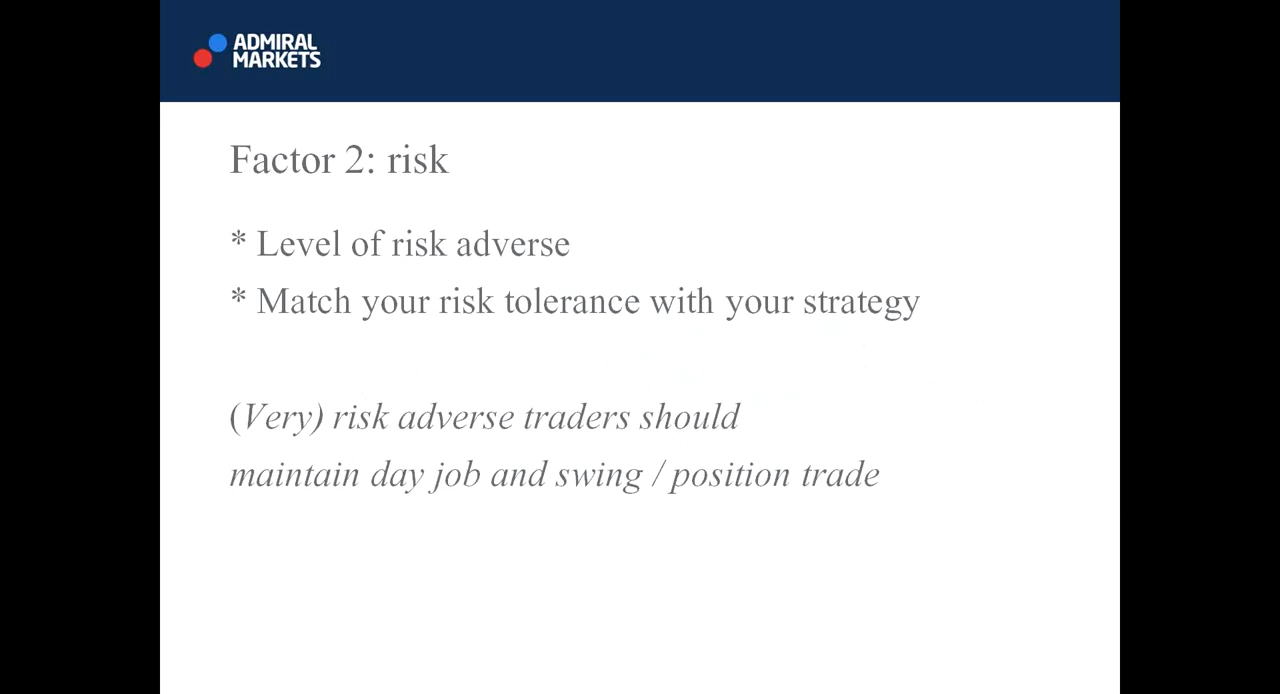 ADMIRAL
MARKETS
Factor 2: risk
* Level of risk adverse
* Match your risk tolerance with your strategy
(Very) risk adverse traders should
maintain day job and swing / position trade